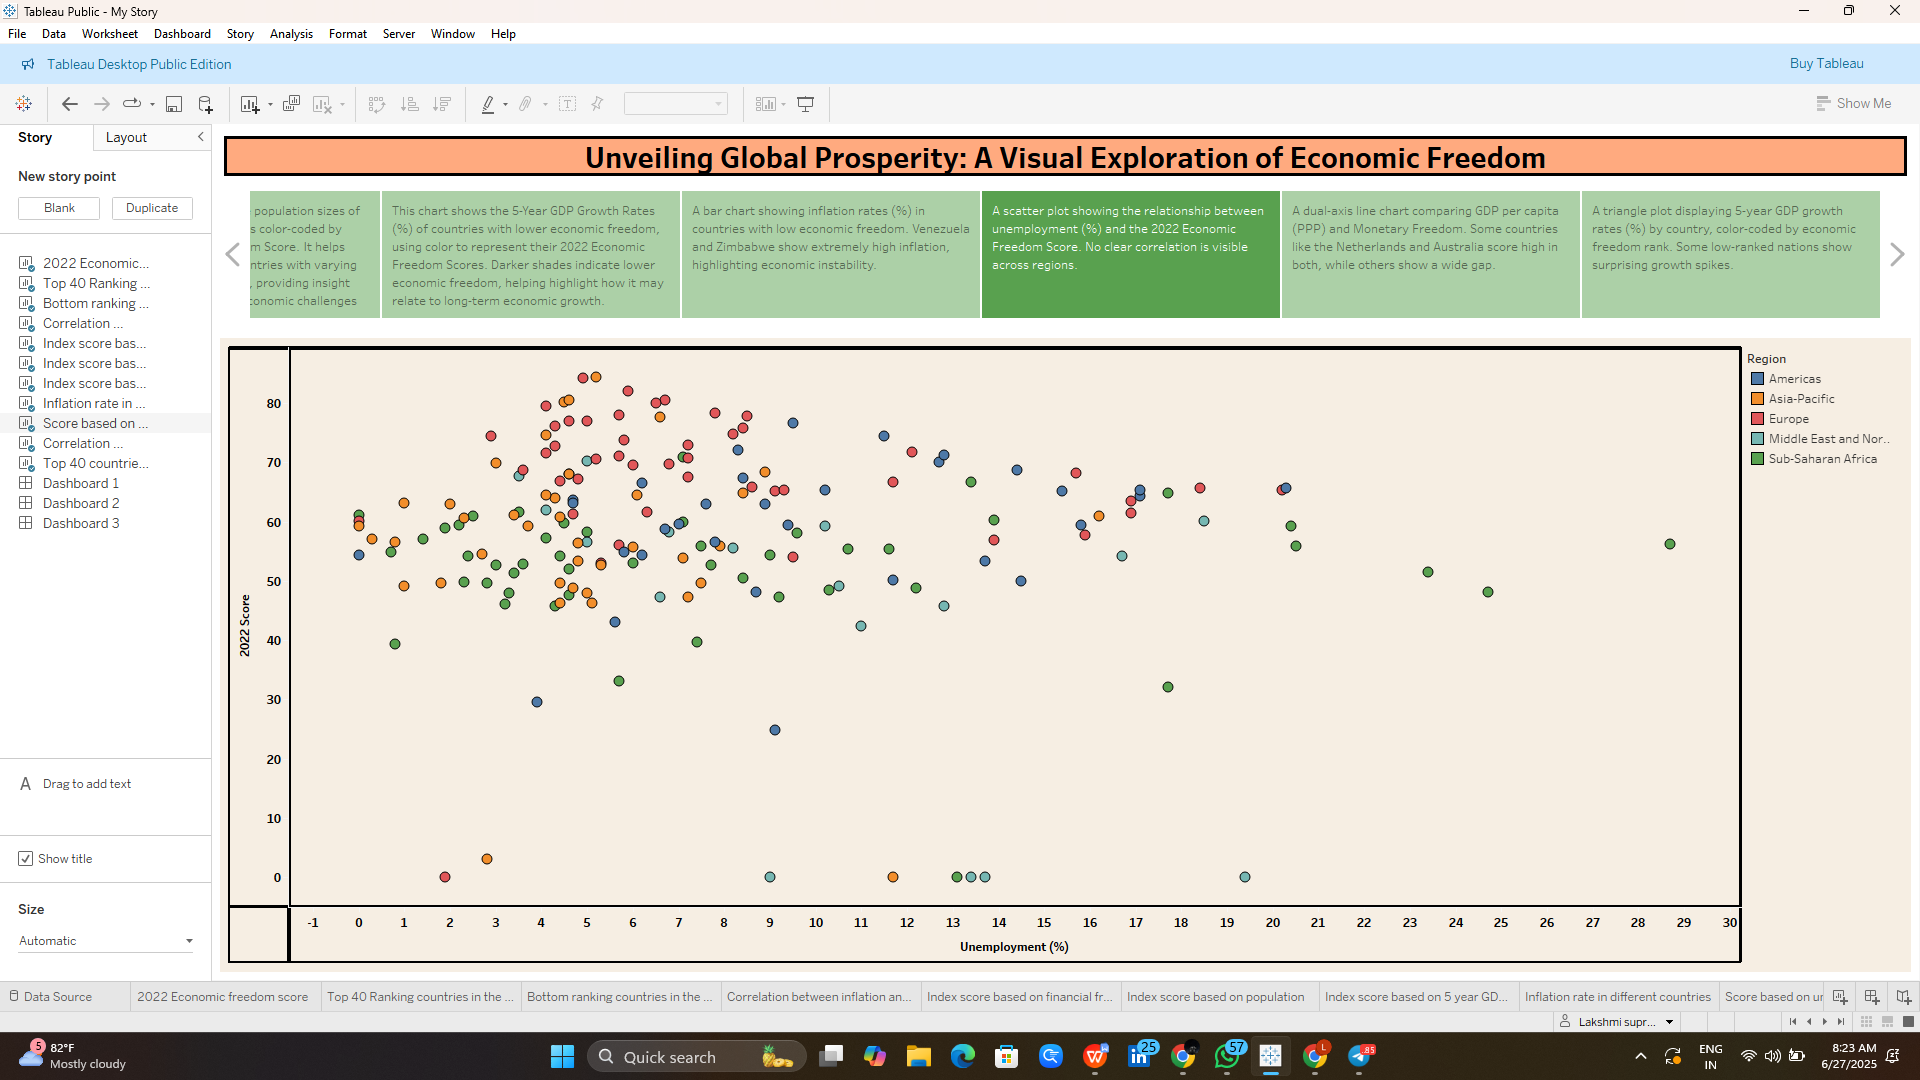 Tableau Public - My Story
File Data Worksheet Dashboard Story Analysis Format Server Window Help
Tableau Desktop Public Edition
Buy Tableau
Show Me
Story Layout
New story point
Blank Duplicate
2022 Economic...
Top 40 Ranking ...
Bottom ranking ...
Correlation ...
Index score bas...
Index score bas...
Index score bas...
Inflation rate in ...
Score based on ...
Correlation ...
Top 40 countrie...
Dashboard 1
Dashboard 2
Dashboard 3
A Drag to add text
Show title
Size
Automatic
Unveiling Global Prosperity: A Visual Exploration of Economic Freedom
population sizes of
s color-coded by
m Score. It helps
ntries with varying
, providing insight
conomic challenges
This chart shows the 5-Year GDP Growth Rates
(%) of countries with lower economic freedom,
using color to represent their 2022 Economic
Freedom Scores. Darker shades indicate lower
economic freedom, helping highlight how it may
relate to long-term economic growth.
A bar chart showing inflation rates (%) in
countries with low economic freedom. Venezuela
and Zimbabwe show extremely high inflation,
highlighting economic instability.
A scatter plot showing the relationship between
unemployment (%) and the 2022 Economic
Freedom Score. No clear correlation is visible
across regions.
A dual-axis line chart comparing GDP per capita
(PPP) and Monetary Freedom. Some countries
like the Netherlands and Australia score high in
both, while others show a wide gap.
A triangle plot displaying 5-year GDP growth
rates (%) by country, color-coded by economic
freedom rank. Some low-ranked nations show
surprising growth spikes.
2022 Score
80
70
60
50
40
30
20
10
0
-1 0 1 2 3 4 5 6 7 8 9 10 11 12 13 14 15 16 17 18 19 20 21 22 23 24 25 26 27 28 29 30
Unemployment (%)
Region
Americas
Asia-Pacific
Europe
Middle East and Nor..
Sub-Saharan Africa
Data Source 2022 Economic freedom score Top 40 Ranking countries in the ... Bottom ranking countries in the ... Correlation between inflation an... Index score based on financial fr... Index score based on population Index score based on 5 year GD... Inflation rate in different countries Score based on ur
Lakshmi supr...
5
82°F
Mostly cloudy
Quick search
25
57
L
85
ENG
IN
8:23 AM
6/27/2025